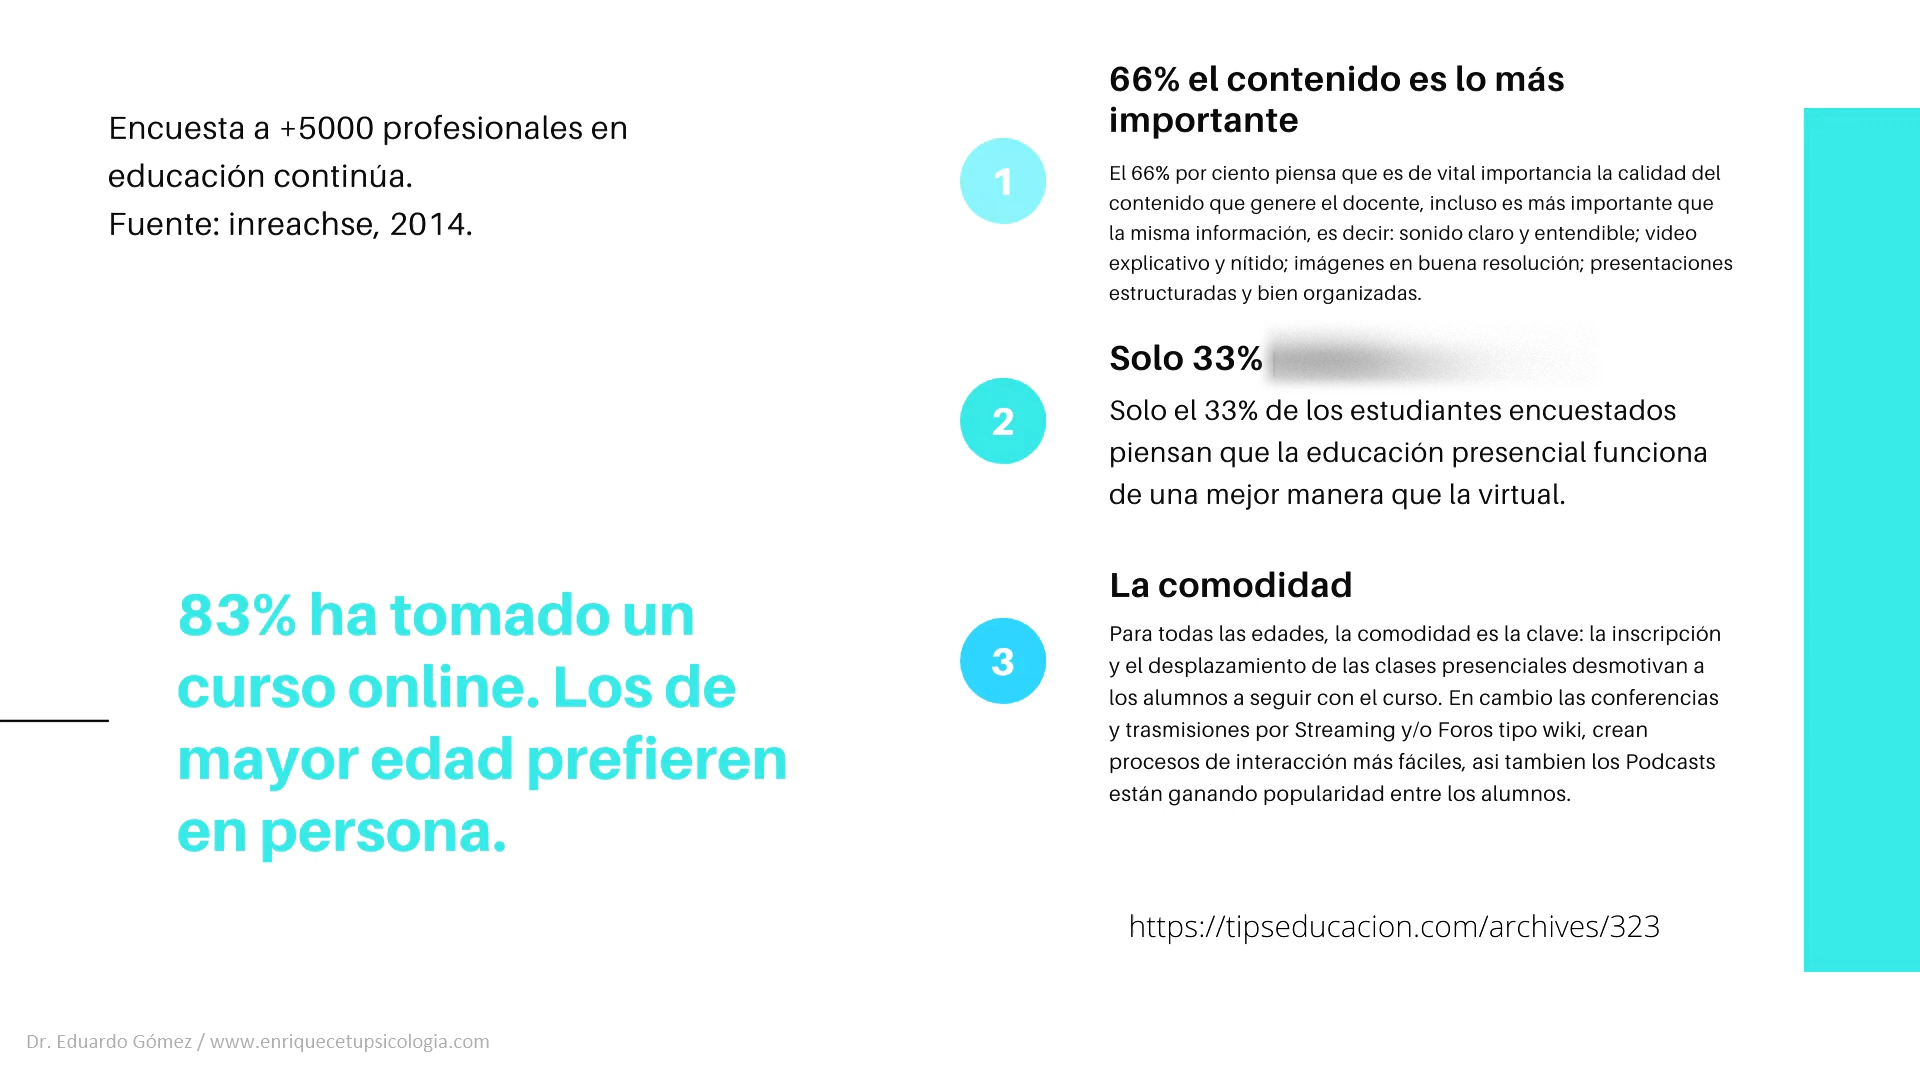 Encuesta a +5000 profesionales en
educación continúa.
Fuente: inreachse, 2014.
83% ha tomado un
curso online. Los de
mayor edad prefieren
en persona.
1
66% el contenido es lo más
importante
El 66% por ciento piensa que es de vital importancia la calidad del
contenido que genere el docente, incluso es más importante que
la misma información, es decir: sonido claro y entendible; video
explicativo y nítido; imágenes en buena resolución; presentaciones
estructuradas y bien organizadas.
2
Solo 33%
Solo el 33% de los estudiantes encuestados
piensan que la educación presencial funciona
de una mejor manera que la virtual.
3
La comodidad
Para todas las edades, la comodidad es la clave: la inscripción
y el desplazamiento de las clases presenciales desmotivan a
los alumnos a seguir con el curso. En cambio las conferencias
y trasmisiones por Streaming y/o Foros tipo wiki, crean
procesos de interacción más fáciles, asi tambien los Podcasts
están ganando popularidad entre los alumnos.
https://tipseducacion.com/archives/323
Dr. Eduardo Gómez / www.enriquecetupsicologia.com